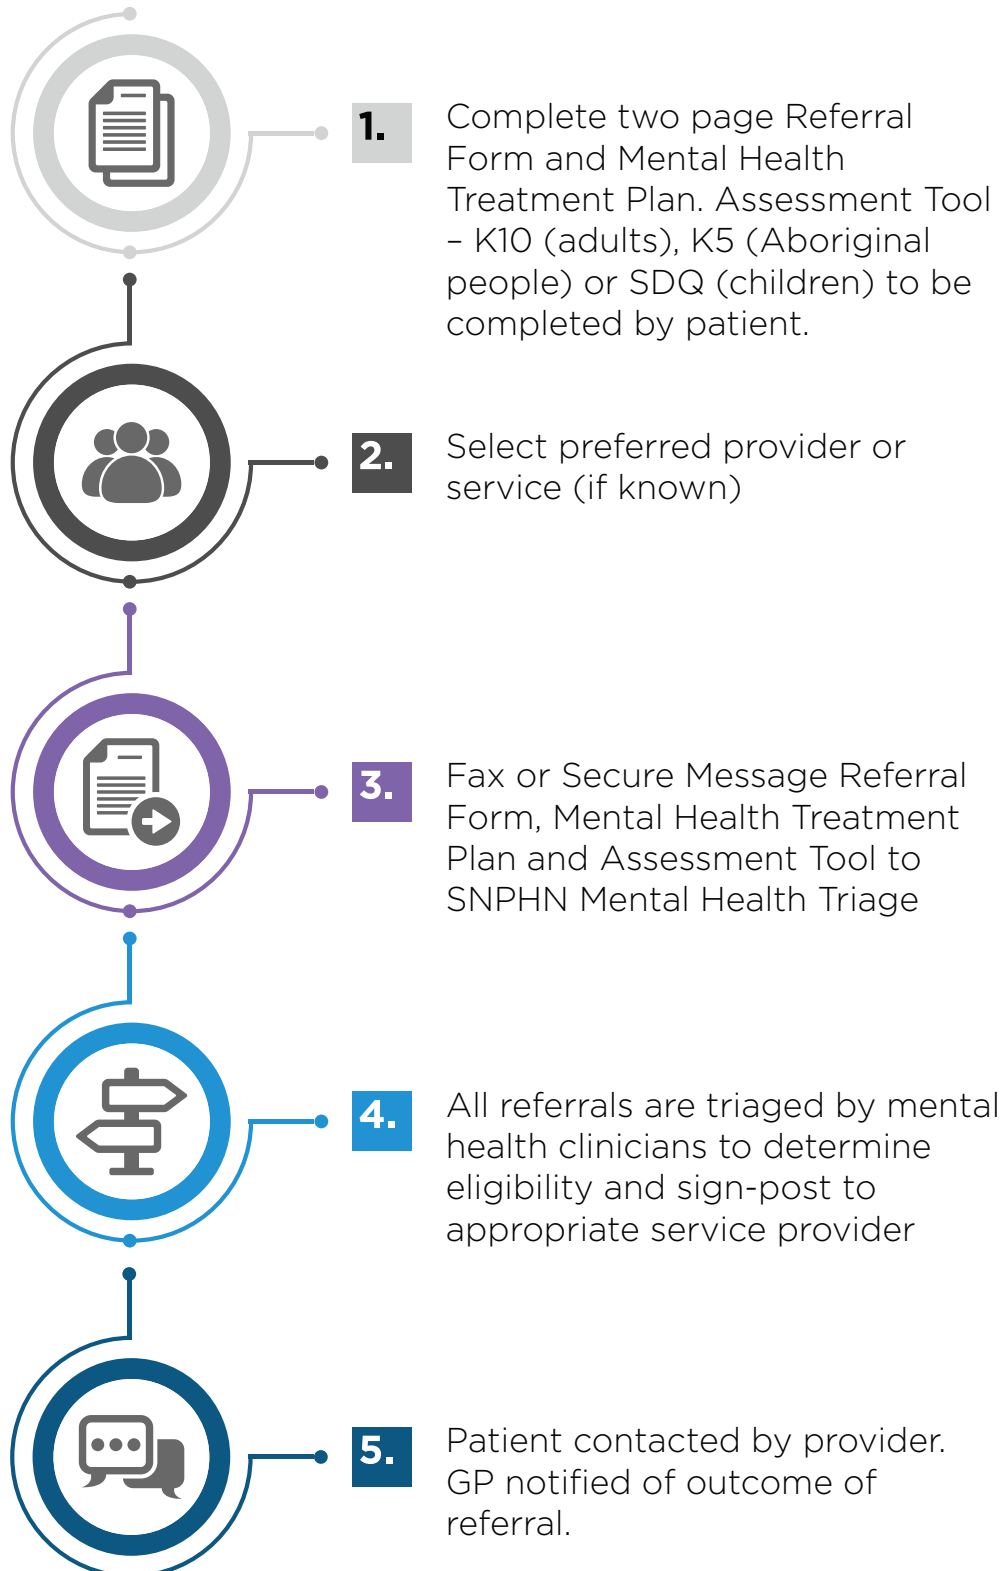 1.
Complete two page Referral
Form and Mental Health
Treatment Plan. Assessment Tool
– K10 (adults), K5 (Aboriginal
people) or SDQ (children) to be
completed by patient.
2.
Select preferred provider or
service (if known)
3.
Fax or Secure Message Referral
Form, Mental Health Treatment
Plan and Assessment Tool to
SNPHN Mental Health Triage
4.
All referrals are triaged by mental
health clinicians to determine
eligibility and sign-post to
appropriate service provider
5.
Patient contacted by provider.
GP notified of outcome of
referral.